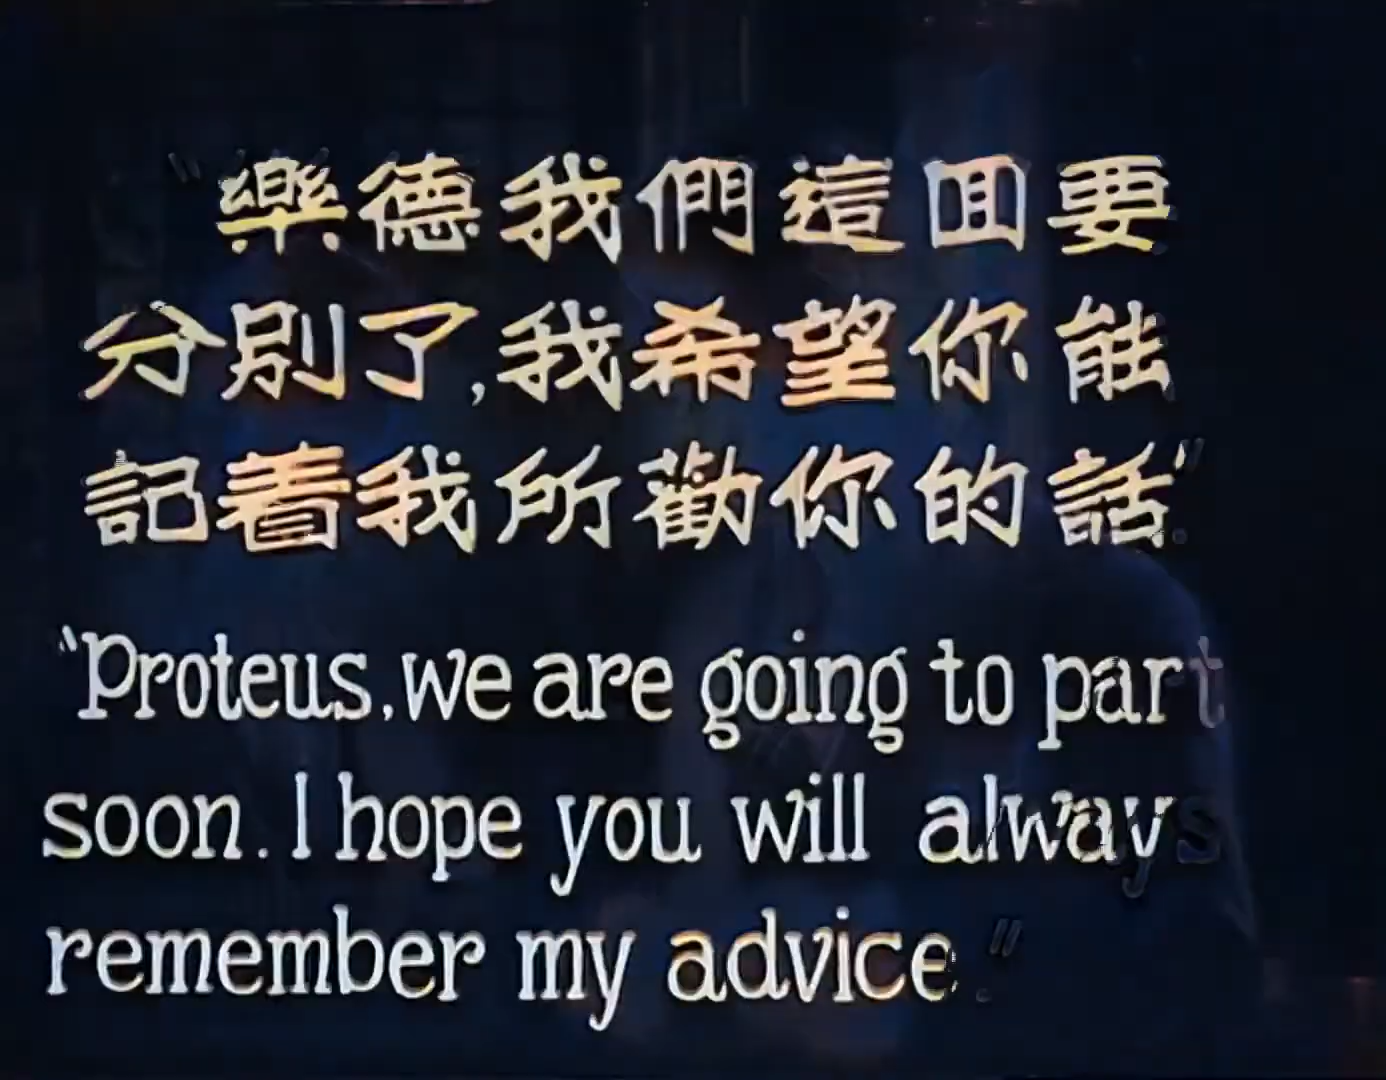 "樂德我們這囬要
分別了,我希望你能
記着我所勸你的話."
"Proteus,we are going to part
soon. I hope you will always
remember my advice."